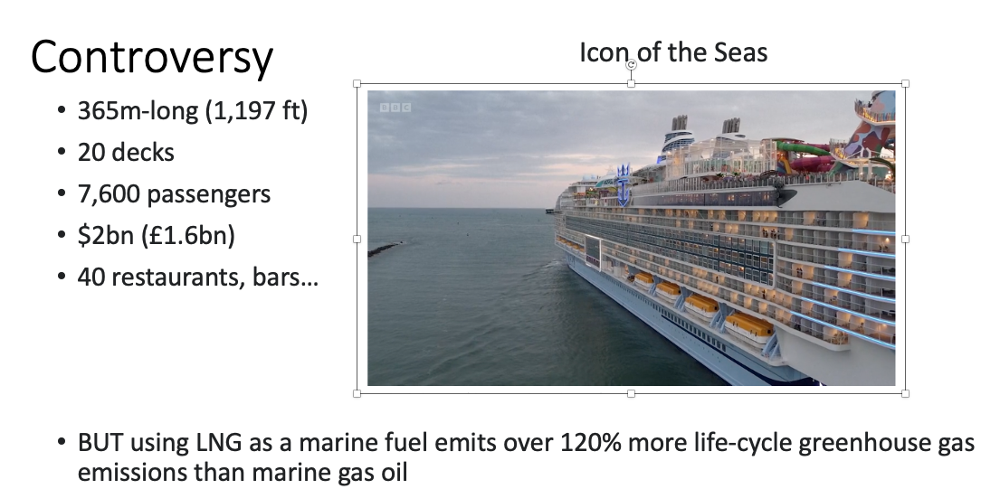 Controversy
Icon of the Seas
• 365m-long (1,197 ft)
• 20 decks
• 7,600 passengers
• $2bn (£1.6bn)
• 40 restaurants, bars...
BBC
• BUT using LNG as a marine fuel emits over 120% more life-cycle greenhouse gas
emissions than marine gas oil